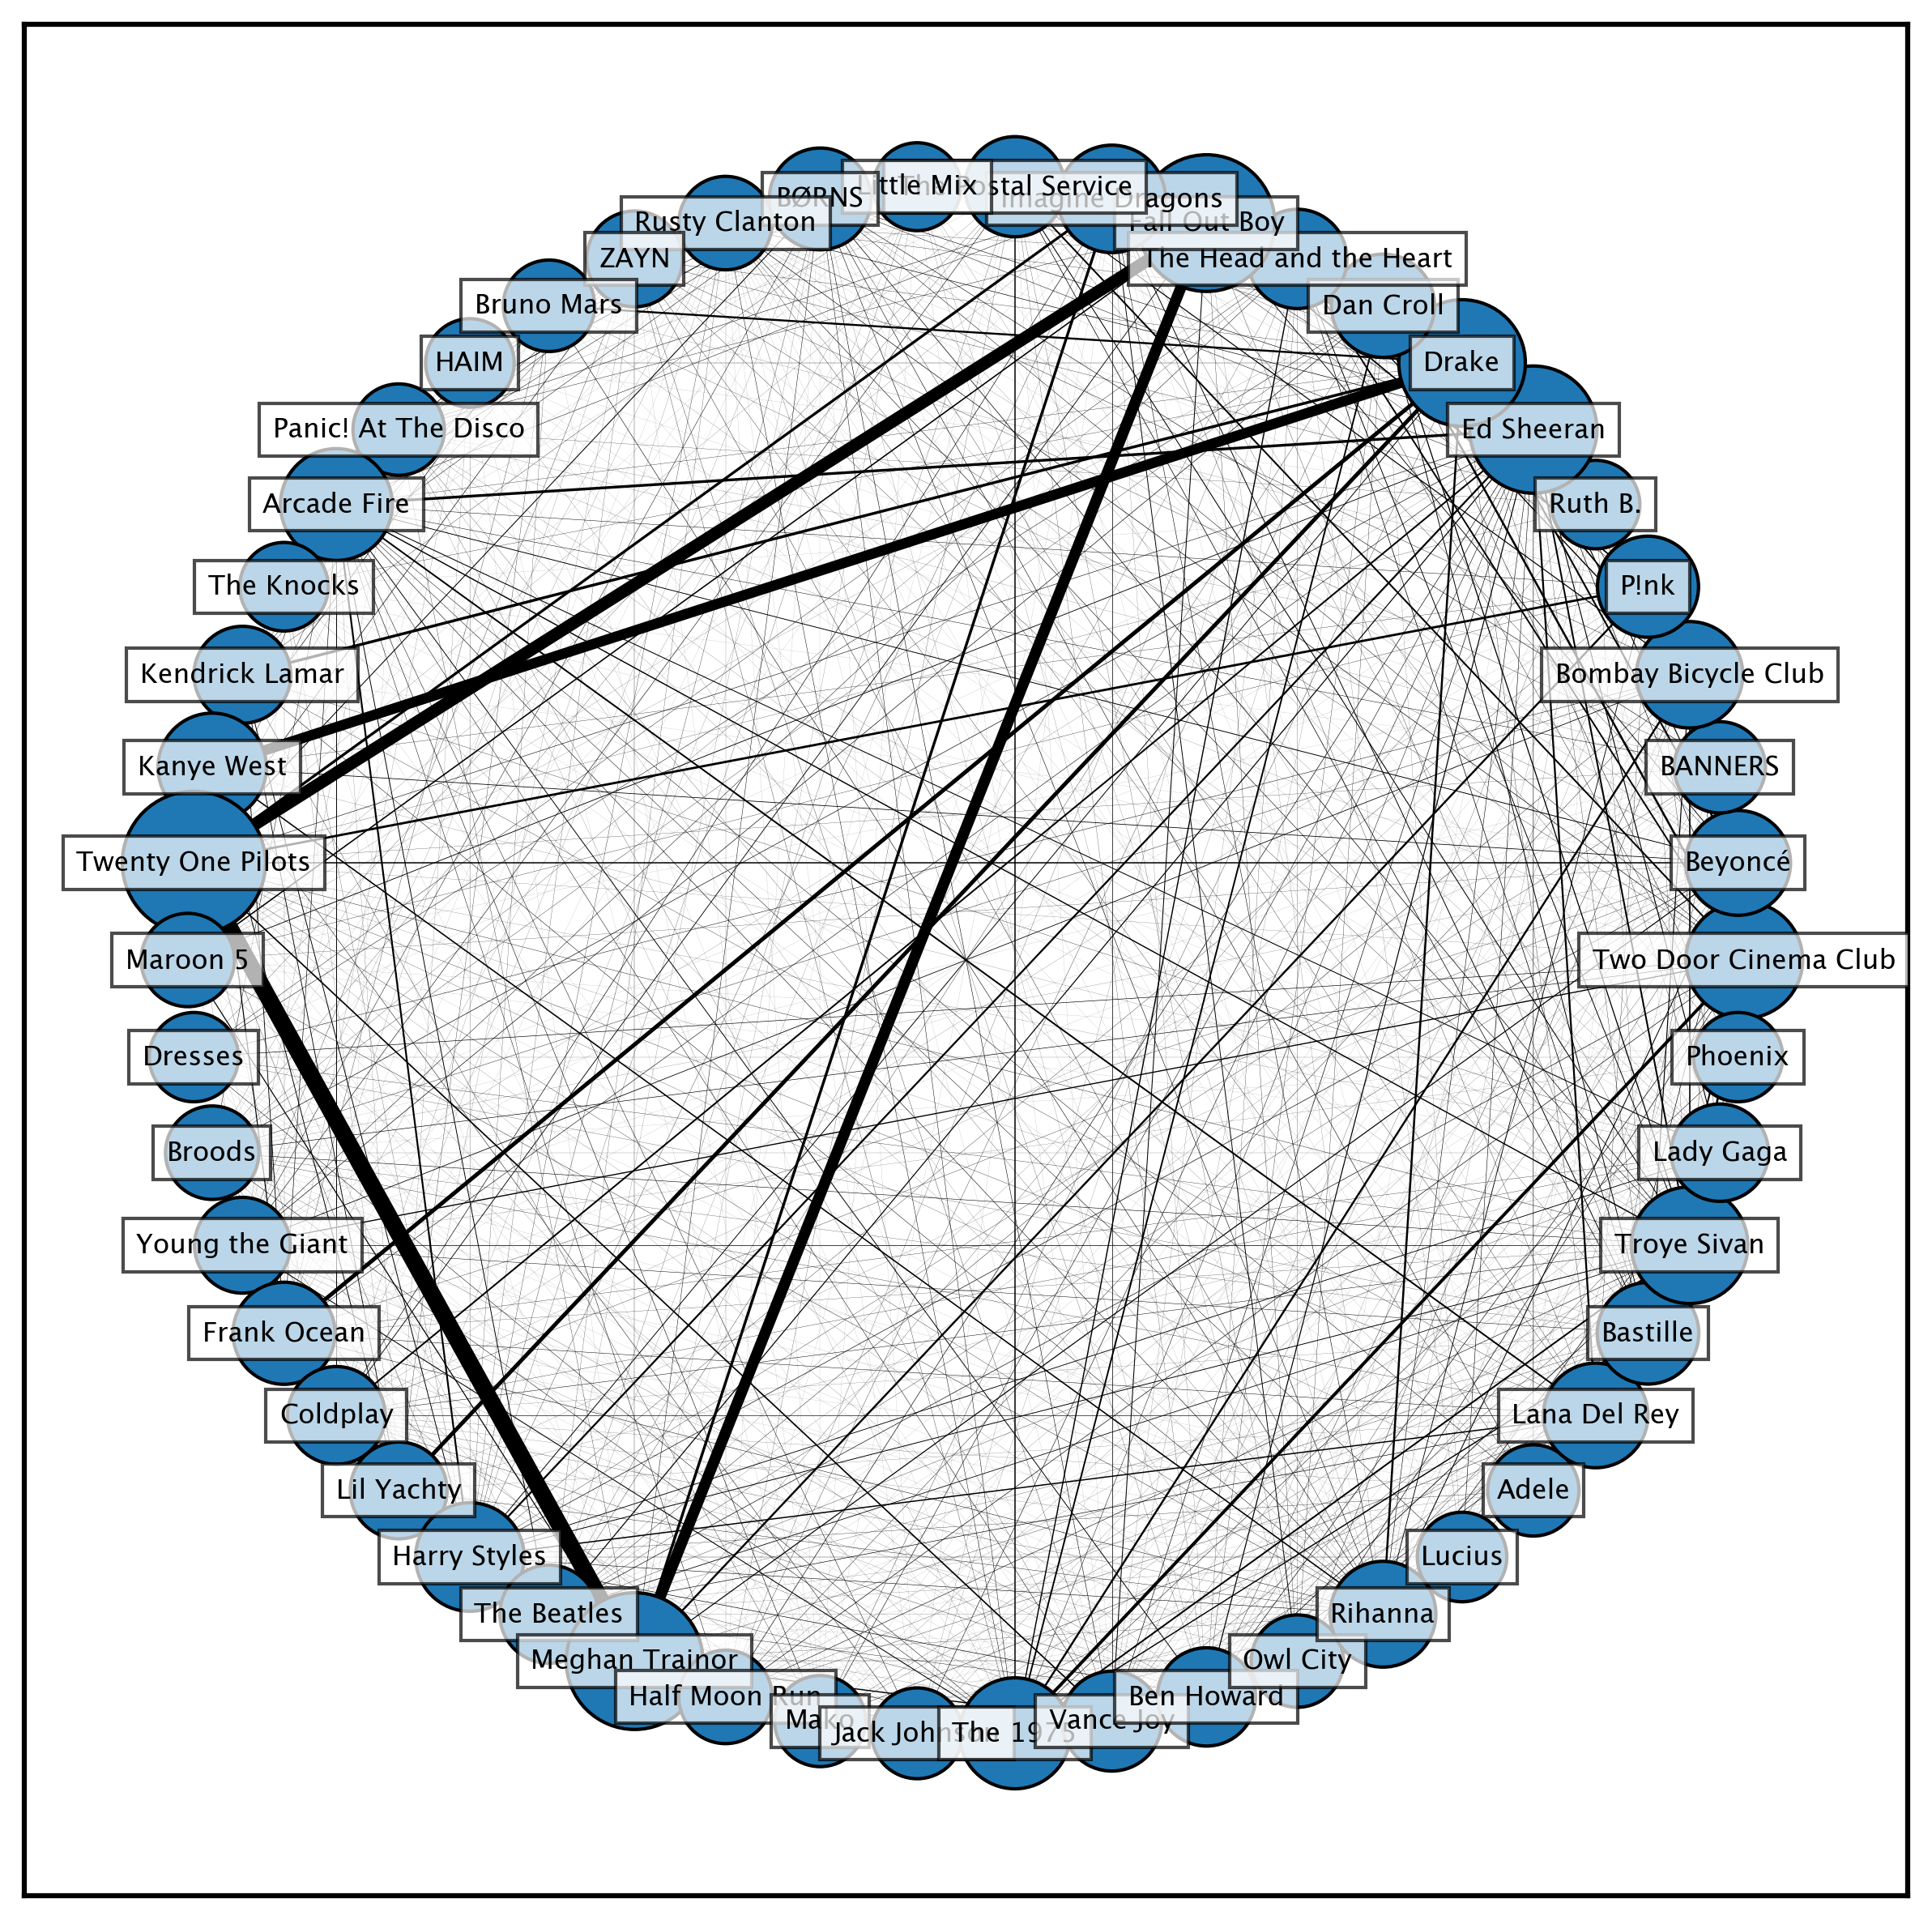 Little Mix
The Postal Service
BØRNS
Imagine Dragons
Rusty Clanton
Fall Out Boy
ZAYN
The Head and the Heart
Bruno Mars
Dan Croll
HAIM
Drake
Panic! At The Disco
Ed Sheeran
Arcade Fire
Ruth B.
The Knocks
P!nk
Kendrick Lamar
Bombay Bicycle Club
Kanye West
BANNERS
Twenty One Pilots
Beyoncé
Maroon 5
Two Door Cinema Club
Dresses
Phoenix
Broods
Lady Gaga
Young the Giant
Troye Sivan
Frank Ocean
Bastille
Coldplay
Lana Del Rey
Lil Yachty
Adele
Harry Styles
Lucius
The Beatles
Rihanna
Meghan Trainor
Owl City
Half Moon Run
Ben Howard
Mako
Vance Joy
Jack Johnson
The 1975